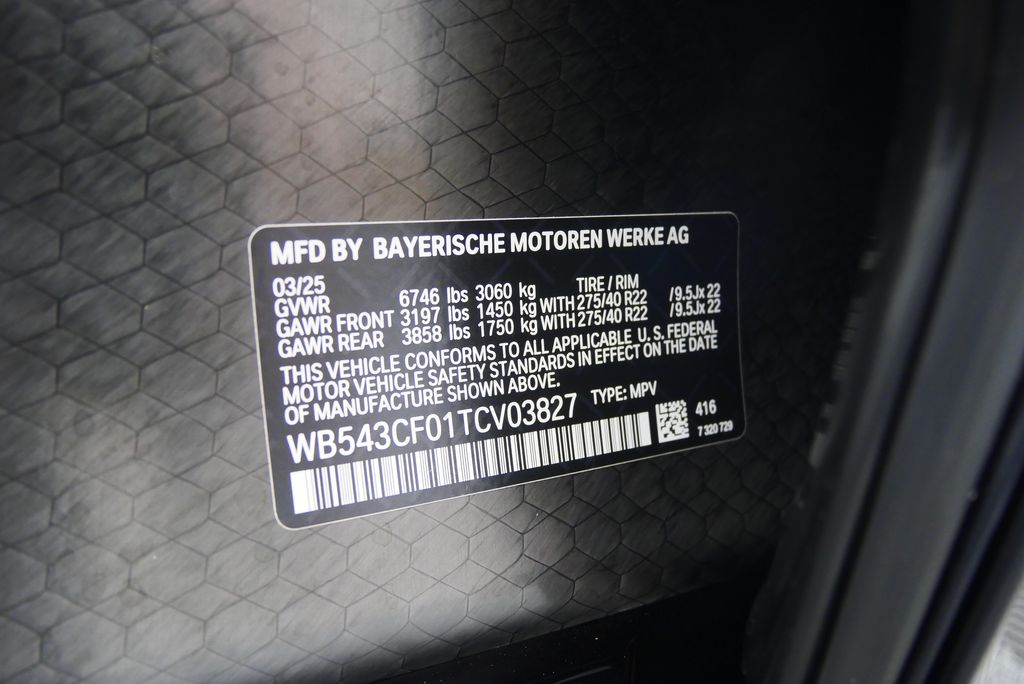 MFD BY BAYERISCHE MOTOREN WERKE AG
03/25 TIRE / RIM
GVWR 6746 lbs 3060 kg
GAWR FRONT 3197 lbs 1450 kg WITH 275/40 R22 /9.5Jx 22
GAWR REAR 3858 lbs 1750 kg WITH 275/40 R22 /9.5Jx 22
THIS VEHICLE CONFORMS TO ALL APPLICABLE U. S. FEDERAL
MOTOR VEHICLE SAFETY STANDARDS IN EFFECT ON THE DATE
OF MANUFACTURE SHOWN ABOVE.
WB543CF01TCV03827 TYPE: MPV
416
7 320 729